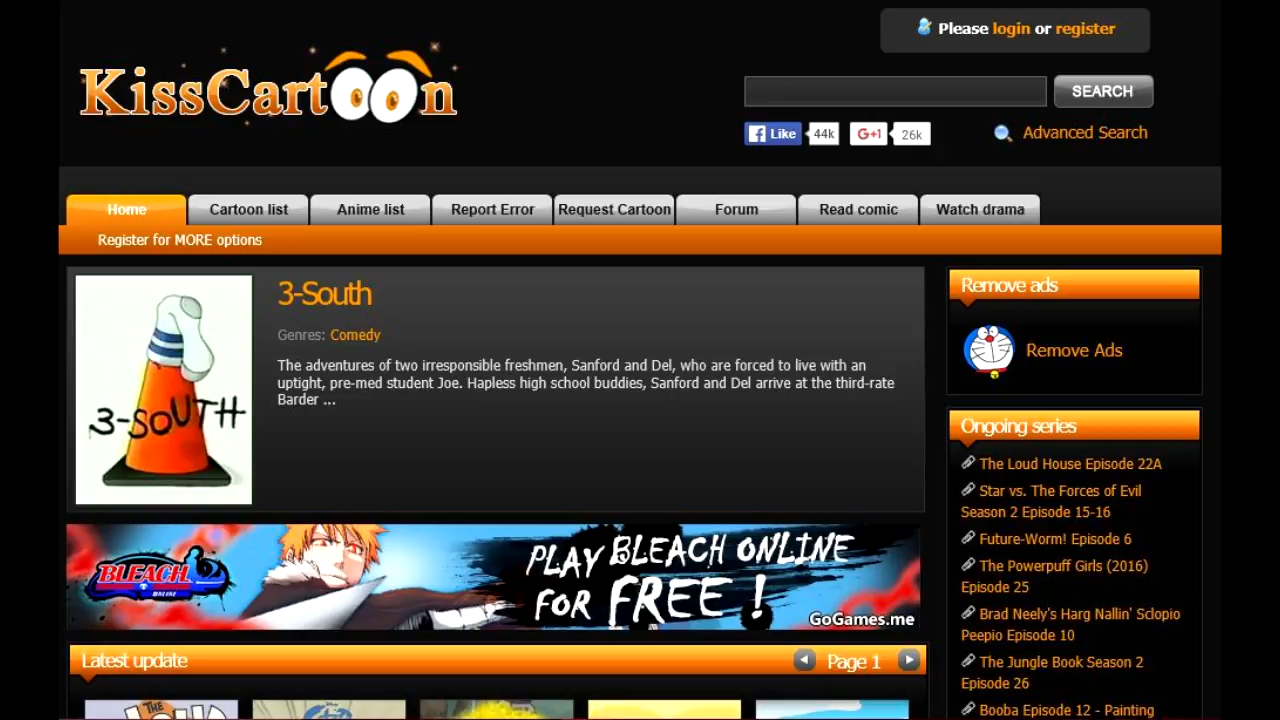 Please login or register
KissCartoon
SEARCH
Like 44k G+1 26k Advanced Search
Home Cartoon list Anime list Report Error Request Cartoon Forum Read comic Watch drama
Register for MORE options
3-South
Genres: Comedy
The adventures of two irresponsible freshmen, Sanford and Del, who are forced to live with an
uptight, pre-med student Joe. Hapless high school buddies, Sanford and Del arrive at the third-rate
Barder ...
3-SOUTH
Remove ads
Remove Ads
Ongoing series
The Loud House Episode 22A
Star vs. The Forces of Evil
Season 2 Episode 15-16
Future-Worm! Episode 6
The Powerpuff Girls (2016)
Episode 25
Brad Neely's Harg Nallin' Sclopio
Peepio Episode 10
The Jungle Book Season 2
Episode 26
Booba Episode 12 - Painting
BLEACH
ONLINE
PLAY BLEACH ONLINE
FOR FREE !
GoGames.me
Latest update
Page 1
THE